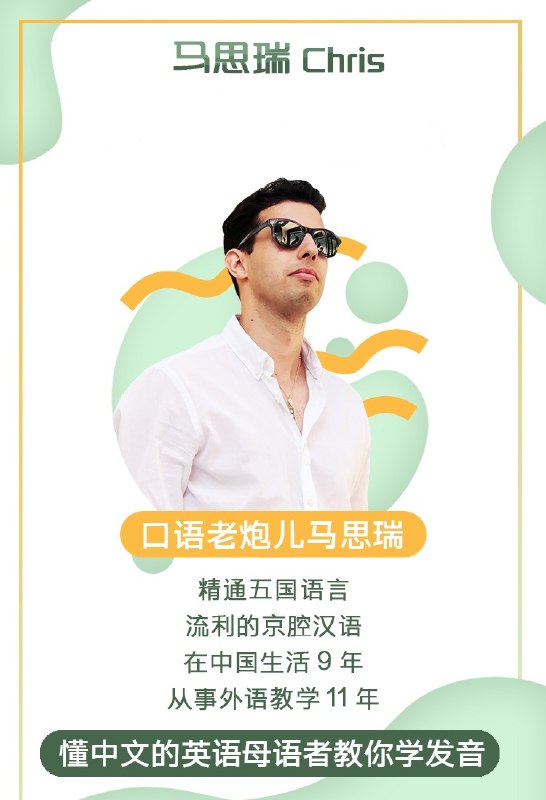 马思瑞 Chris
口语老炮儿马思瑞
精通五国语言
流利的京腔汉语
在中国生活 9 年
从事外语教学 11 年
懂中文的英语母语者教你学发音